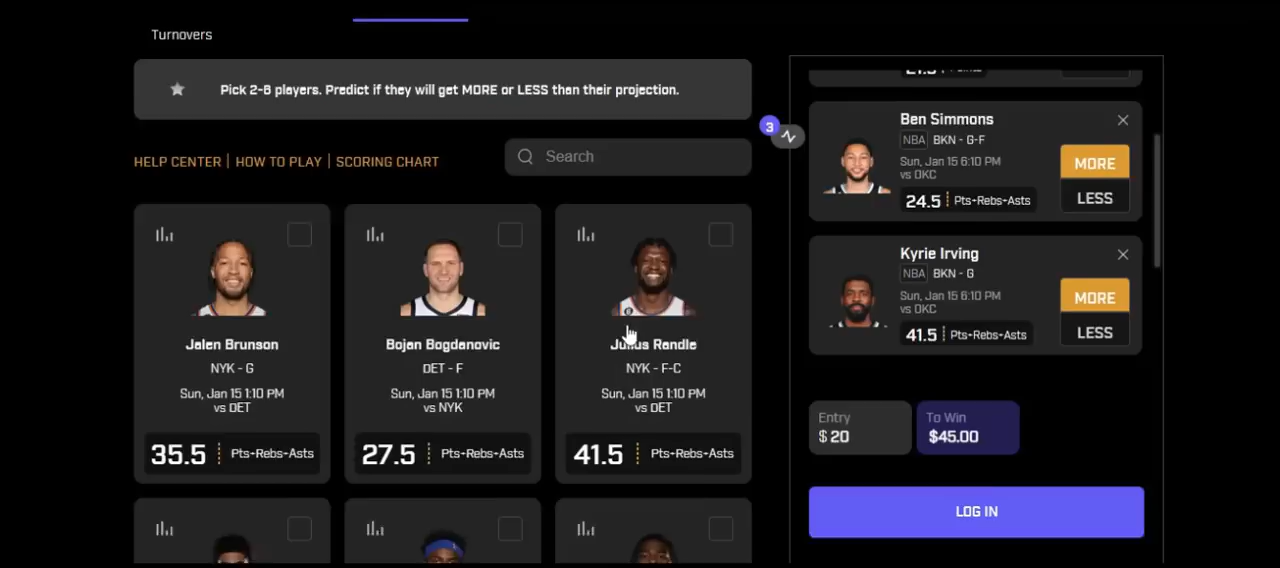 Turnovers
Pick 2-6 players. Predict if they will get MORE or LESS than their projection.
HELP CENTER | HOW TO PLAY | SCORING CHART
Search
Jalen Brunson
NYK - G
Sun, Jan 15 1:10 PM
vs DET
35.5 Pts+Rebs+Asts
Bojan Bogdanovic
DET - F
Sun, Jan 15 1:10 PM
vs NYK
27.5 Pts+Rebs+Asts
Julius Randle
NYK - F-C
Sun, Jan 15 1:10 PM
vs DET
41.5 Pts+Rebs+Asts
3
Ben Simmons
NBA BKN - G-F
Sun, Jan 15 6:10 PM
vs OKC
24.5 Pts+Rebs+Asts
MORE
LESS
Kyrie Irving
NBA BKN - G
Sun, Jan 15 6:10 PM
vs OKC
41.5 Pts+Rebs+Asts
MORE
LESS
Entry
$ 20
To Win
$45.00
LOG IN